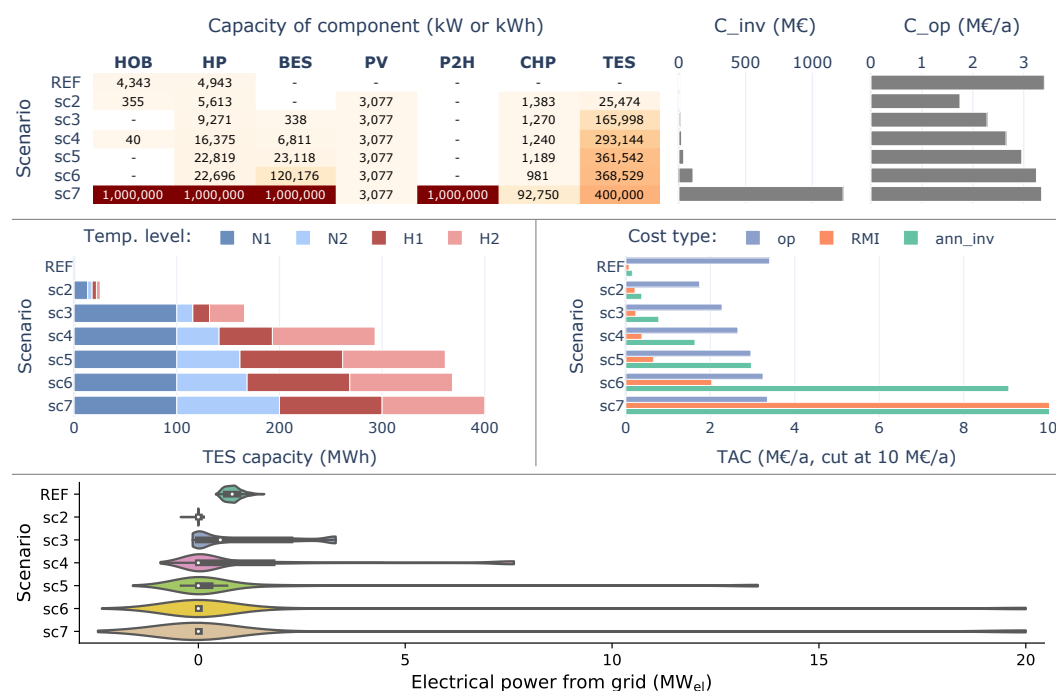 Capacity of component (kW or kWh) C_inv (M€) C_op (M€/a)
HOB HP BES PV P2H CHP TES 0 500 1000 0 1 2 3
Scenario
REF 4,343 4,943 - - - - -
sc2 355 5,613 - 3,077 - 1,383 25,474
sc3 - 9,271 338 3,077 - 1,270 165,998
sc4 40 16,375 6,811 3,077 - 1,240 293,144
sc5 - 22,819 23,118 3,077 - 1,189 361,542
sc6 - 22,696 120,176 3,077 - 981 368,529
sc7 1,000,000 1,000,000 1,000,000 3,077 1,000,000 92,750 400,000
Temp. level: N1 N2 H1 H2
Scenario
REF
sc2
sc3
sc4
sc5
sc6
sc7
0 100 200 300 400
TES capacity (MWh)
Cost type: op RMI ann_inv
Scenario
REF
sc2
sc3
sc4
sc5
sc6
sc7
0 2 4 6 8 10
TAC (M€/a, cut at 10 M€/a)
Scenario
REF
sc2
sc3
sc4
sc5
sc6
sc7
0 5 10 15 20
Electrical power from grid (MWel)